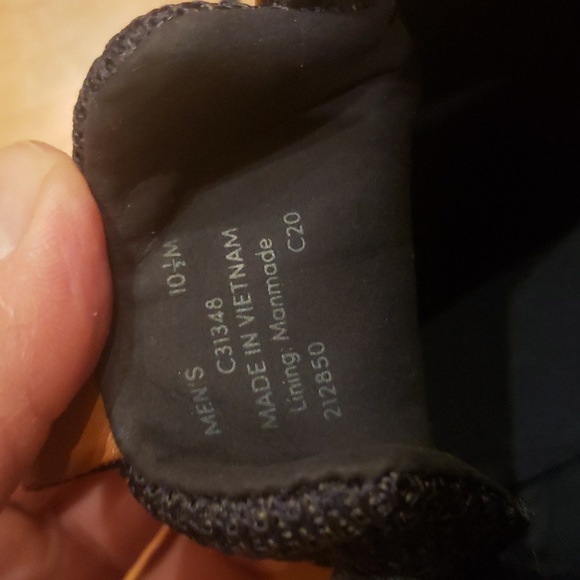 MEN'S 10½M
C31348
MADE IN VIETNAM
Lining: Manmade
212850 C20